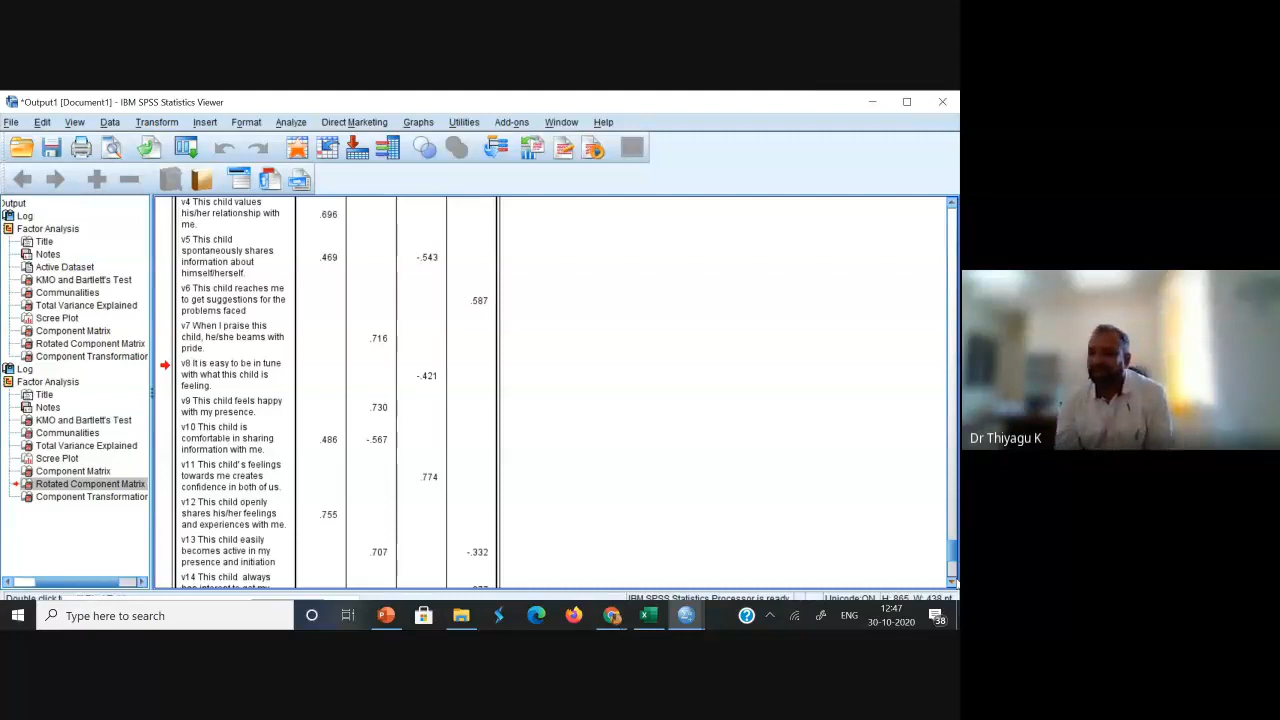 *Output1 [Document1] - IBM SPSS Statistics Viewer
File Edit View Data Transform Insert Format Analyze Direct Marketing Graphs Utilities Add-ons Window Help
Output
Log
Factor Analysis
Title
Notes
Active Dataset
KMO and Bartlett's Test
Communalities
Total Variance Explained
Scree Plot
Component Matrix
Rotated Component Matrix
Component Transformation
Log
Factor Analysis
Title
Notes
KMO and Bartlett's Test
Communalities
Total Variance Explained
Scree Plot
Component Matrix
Rotated Component Matrix
Component Transformation
v4 This child values
his/her relationship with .696
me.
v5 This child
spontaneously shares
information about .469 -.543
himself/herself.
v6 This child reaches me
to get suggestions for the .587
problems faced
v7 When I praise this
child, he/she beams with .716
pride.
v8 It is easy to be in tune
with what this child is -.421
feeling.
v9 This child feels happy .730
with my presence.
v10 This child is
comfortable in sharing .486 -.567
information with me.
v11 This child's feelings
towards me creates .774
confidence in both of us.
v12 This child openly
shares his/her feelings .755
and experiences with me.
v13 This child easily
becomes active in my .707 -.332
presence and initiation
v14 This child always
IBM SPSS Statistics Processor is ready Unicode:ON H: 865, W: 438 pt.
Type here to search
ENG
12:47
30-10-2020
38
Dr Thiyagu K